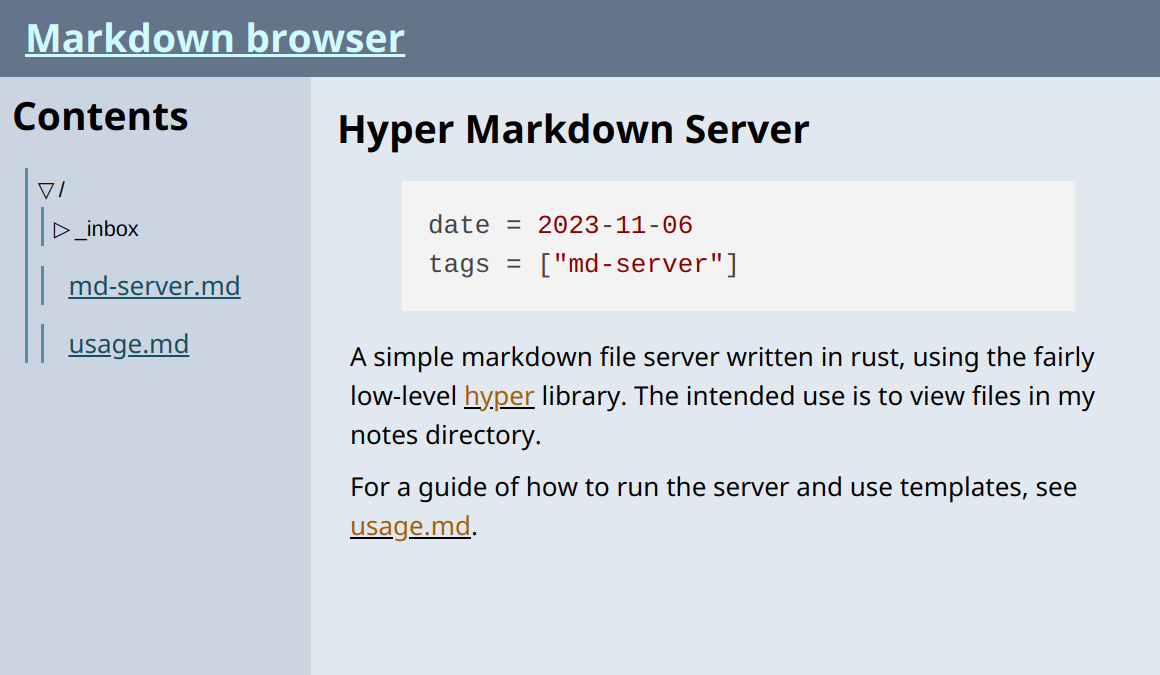 Markdown browser
Contents
▽ /
▷ _inbox
md-server.md
usage.md
Hyper Markdown Server
date = 2023-11-06
tags = ["md-server"]
A simple markdown file server written in rust, using the fairly
low-level hyper library. The intended use is to view files in my
notes directory.
For a guide of how to run the server and use templates, see
usage.md.